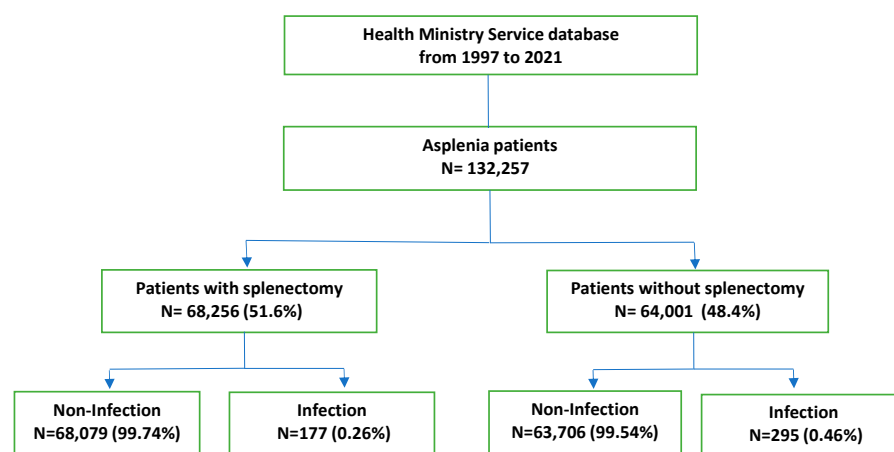 Health Ministry Service database
from 1997 to 2021
Asplenia patients
N= 132,257
Patients with splenectomy
N= 68,256 (51.6%)
Patients without splenectomy
N= 64,001 (48.4%)
Non-Infection
N=68,079 (99.74%)
Infection
N=177 (0.26%)
Non-Infection
N=63,706 (99.54%)
Infection
N=295 (0.46%)